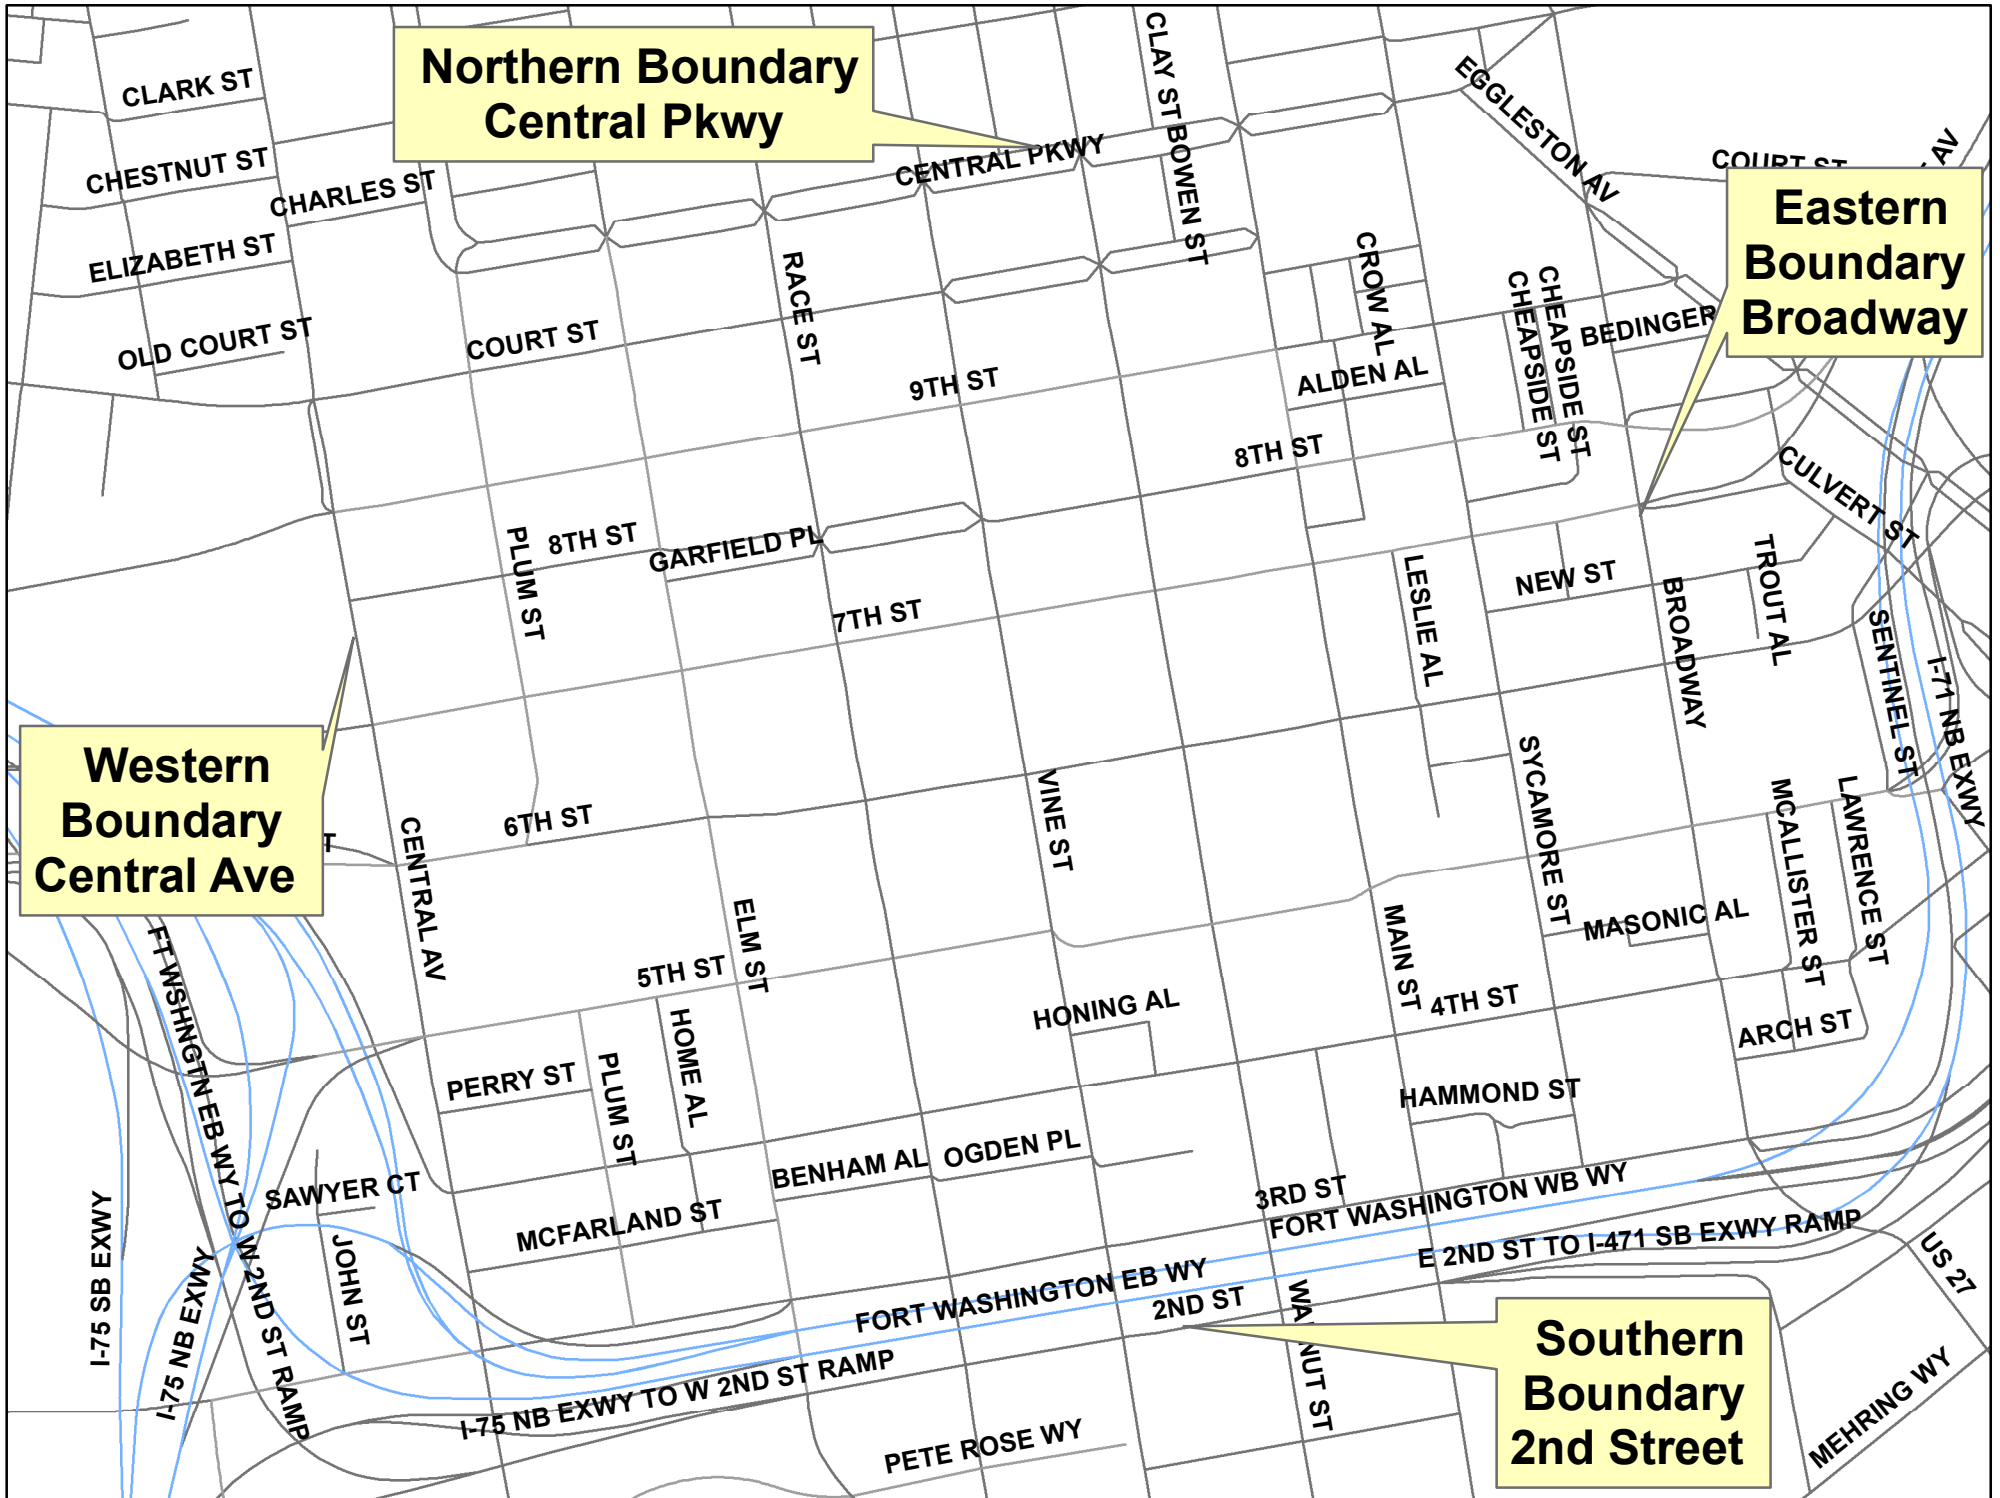 CLARK ST
Northern Boundary
Central Pkwy
CLAY ST
EGGLESTON AV
CHESTNUT ST
CHARLES ST
CENTRAL PKWY
BOWEN ST
COURT ST
AV
ELIZABETH ST
Eastern
Boundary
Broadway
OLD COURT ST
COURT ST
RACE ST
CROW AL
CHEAPSIDE ST
CHEAPSIDE ST
BEDINGER
9TH ST
ALDEN AL
8TH ST
CULVERT ST
PLUM ST
8TH ST
GARFIELD PL
7TH ST
LESLIE AL
NEW ST
BROADWAY
TROUT AL
SENTINEL ST
I-71 NB EXWY
Western
Boundary
Central Ave
T
CENTRAL AV
6TH ST
VINE ST
SYCAMORE ST
MCALLISTER ST
LAWRENCE ST
FT WSHNGTN EB WY TO W 2ND ST RAMP
ELM ST
5TH ST
MAIN ST
MASONIC AL
4TH ST
HONING AL
ARCH ST
PERRY ST
PLUM ST
HOME AL
HAMMOND ST
SAWYER CT
BENHAM AL
OGDEN PL
MCFARLAND ST
3RD ST
FORT WASHINGTON WB WY
E 2ND ST TO I-471 SB EXWY RAMP
US 27
I-75 SB EXWY
I-75 NB EXWY
JOHN ST
FORT WASHINGTON EB WY
2ND ST
WA NUT ST
I-75 NB EXWY TO W 2ND ST RAMP
Southern
Boundary
2nd Street
PETE ROSE WY
MEHRING WY